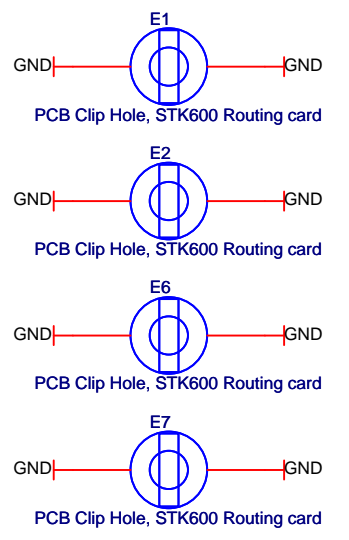 E1
GND GND
PCB Clip Hole, STK600 Routing card
E2
GND GND
PCB Clip Hole, STK600 Routing card
E6
GND GND
PCB Clip Hole, STK600 Routing card
E7
GND GND
PCB Clip Hole, STK600 Routing card